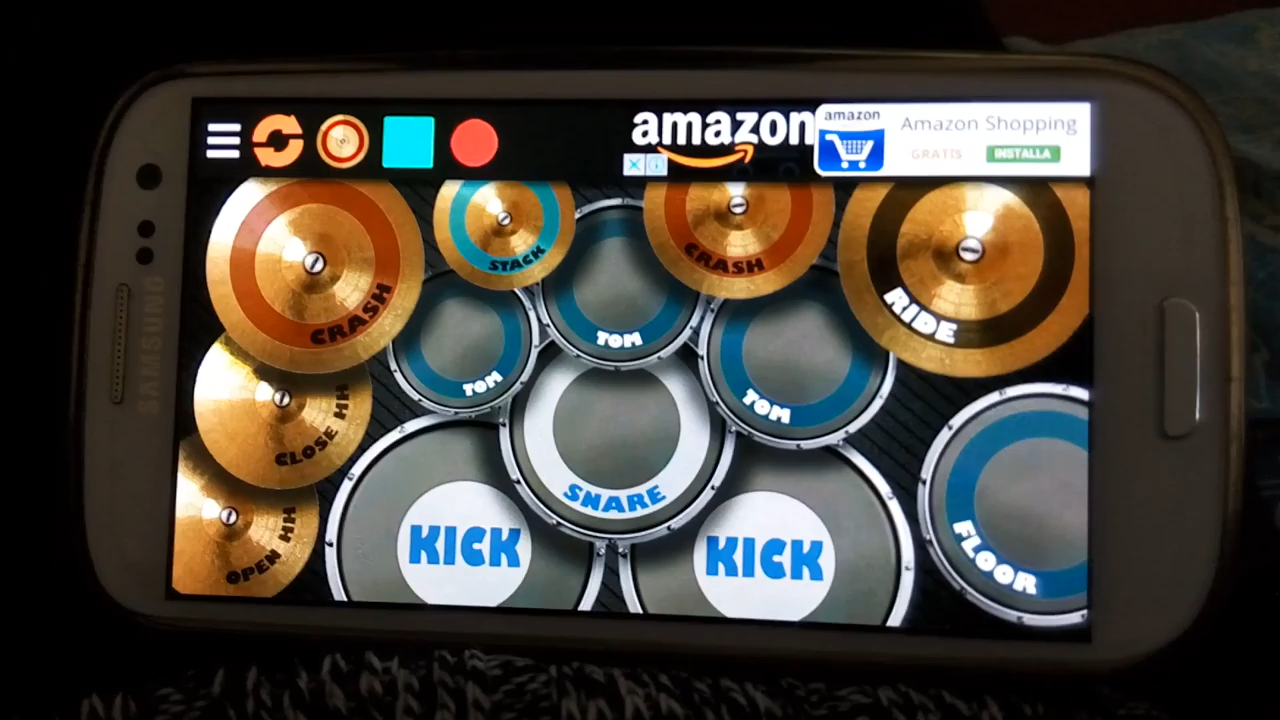 amazon
amazon
Amazon Shopping
GRATIS
INSTALLA
SAMSUNG
CRASH
STACK
CRASH
RIDE
TOM
TOM
TOM
CLOSE HH
SNARE
OPEN HH
KICK
KICK
FLOOR